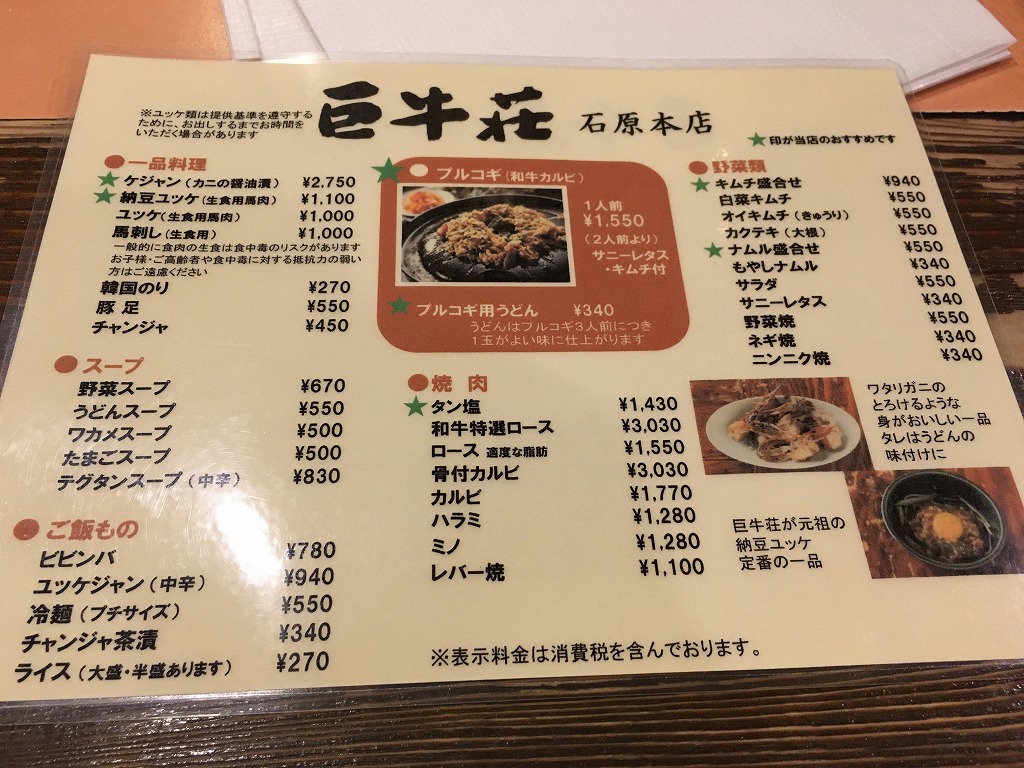 ※ユッケ類は提供基準を遵守する
ために、お出しするまでお時間を
いただく場合があります
巨牛荘 石原本店
★印が当店のおすすめです
●一品料理
★ケジャン（カニの醤油漬） ¥2,750
★納豆ユッケ（生食用馬肉） ¥1,100
ユッケ（生食用馬肉） ¥1,000
馬刺し（生食用） ¥1,000
一般的に食肉の生食は食中毒のリスクがあります
お子様・ご高齢者や食中毒に対する抵抗力の弱い
方はご遠慮ください
韓国のり ¥270
豚足 ¥550
チャンジャ ¥450
●スープ
野菜スープ ¥670
うどんスープ ¥550
ワカメスープ ¥500
たまごスープ ¥500
テグタンスープ（中辛） ¥830
●ご飯もの
ビビンバ ¥780
ユッケジャン（中辛） ¥940
冷麺（プチサイズ） ¥550
チャンジャ茶漬 ¥340
ライス（大盛・半盛あります） ¥270
★●プルコギ（和牛カルビ）
1人前
¥1,550
（2人前より）
サニーレタス
・キムチ付
★プルコギ用うどん ¥340
うどんはプルコギ3人前につき
1玉がよい味に仕上がります
●焼肉
★タン塩 ¥1,430
和牛特選ロース ¥3,030
ロース 適度な脂肪 ¥1,550
骨付カルビ ¥3,030
カルビ ¥1,770
ハラミ ¥1,280
ミノ ¥1,280
レバー焼 ¥1,100
●野菜類
★キムチ盛合せ ¥940
白菜キムチ ¥550
オイキムチ（きゅうり） ¥550
カクテキ（大根） ¥550
★ナムル盛合せ ¥550
もやしナムル ¥340
サラダ ¥550
サニーレタス ¥340
野菜焼 ¥550
ネギ焼 ¥340
ニンニク焼 ¥340
ワタリガニの
とろけるような
身がおいしい一品
タレはうどんの
味付けに
巨牛荘が元祖の
納豆ユッケ
定番の一品
※表示料金は消費税を含んでおります。